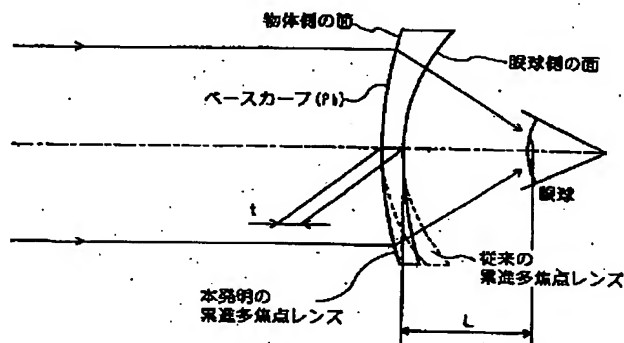 物体側の面
眼球側の面
ベースカーブ(Pb)
t
眼球
従来の
累進多焦点レンズ
本発明の
累進多焦点レンズ
L